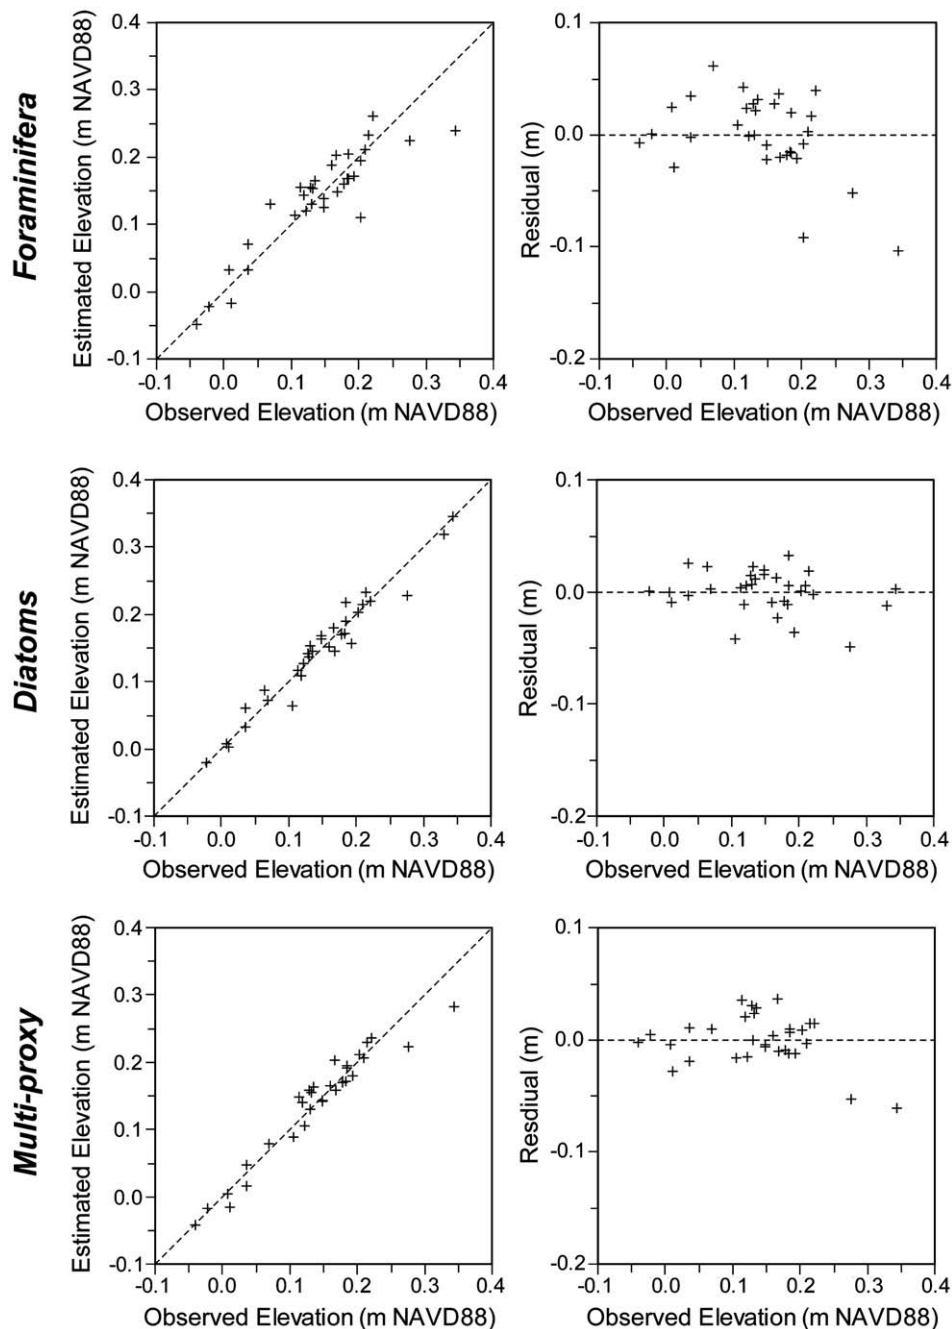 Foraminifera
Estimated Elevation (m NAVD88)
0.4
0.3
0.2
0.1
0.0
-0.1
-0.1 0.0 0.1 0.2 0.3 0.4
Observed Elevation (m NAVD88)
Residual (m)
0.1
0.0
-0.1
-0.2
-0.1 0.0 0.1 0.2 0.3 0.4
Observed Elevation (m NAVD88)
Diatoms
Estimated Elevation (m NAVD88)
0.4
0.3
0.2
0.1
0.0
-0.1
-0.1 0.0 0.1 0.2 0.3 0.4
Observed Elevation (m NAVD88)
Residual (m)
0.1
0.0
-0.1
-0.2
-0.1 0.0 0.1 0.2 0.3 0.4
Observed Elevation (m NAVD88)
Multi-proxy
Estimated Elevation (m NAVD88)
0.4
0.3
0.2
0.1
0.0
-0.1
-0.1 0.0 0.1 0.2 0.3 0.4
Observed Elevation (m NAVD88)
Resdiual (m)
0.1
0.0
-0.1
-0.2
-0.1 0.0 0.1 0.2 0.3 0.4
Observed Elevation (m NAVD88)